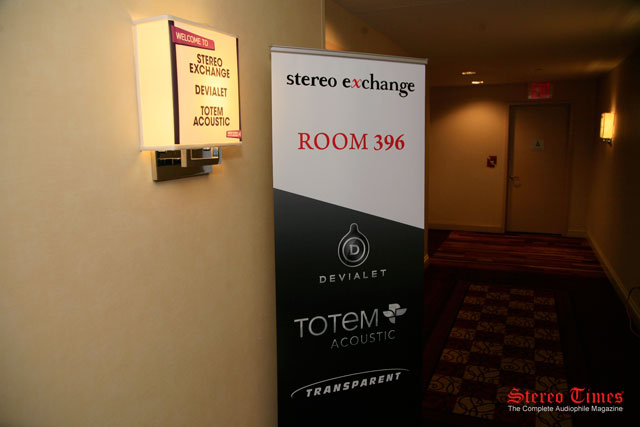 WELCOME TO
STEREO
EXCHANGE
DEVIALET
TOTEM
ACOUSTIC
stereo exchange
ROOM 396
D
DEVIALET
TOTEM
ACOUSTIC
TRANSPARENT
Stereo Times
The Complete Audiophile Magazine